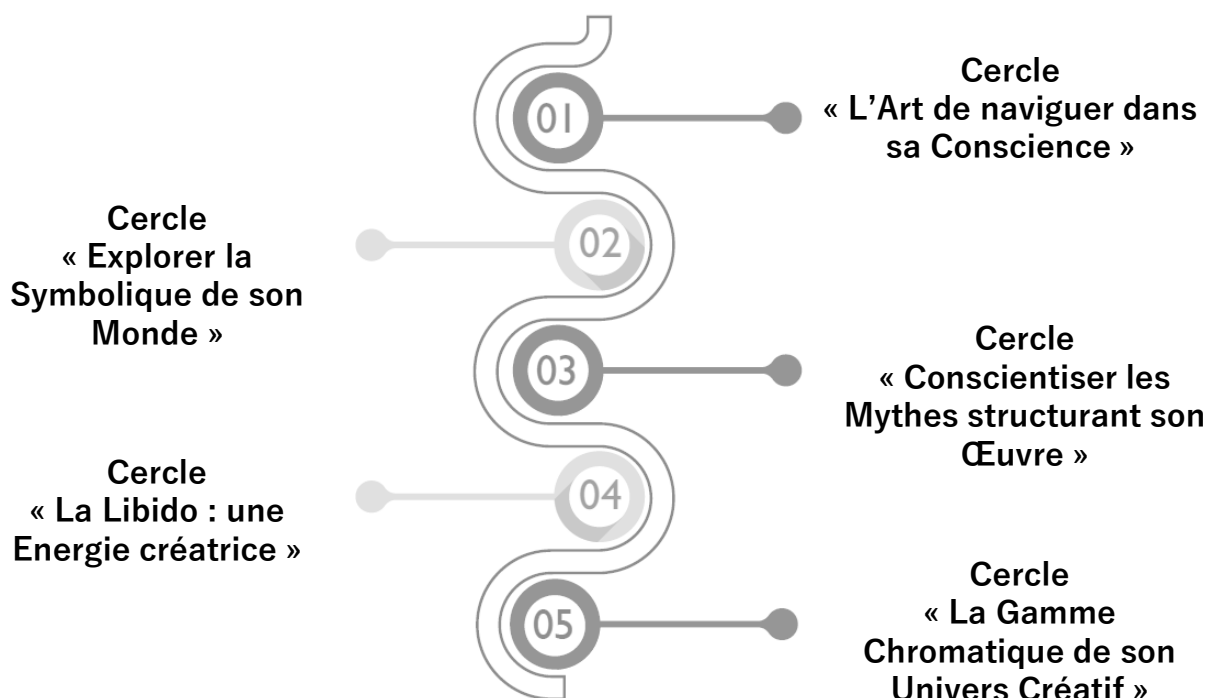 01
Cercle
« L’Art de naviguer dans
sa Conscience »
02
Cercle
« Explorer la
Symbolique de son
Monde »
03
Cercle
« Conscientiser les
Mythes structurant son
Œuvre »
04
Cercle
« La Libido : une
Energie créatrice »
05
Cercle
« La Gamme
Chromatique de son
Univers Créatif »